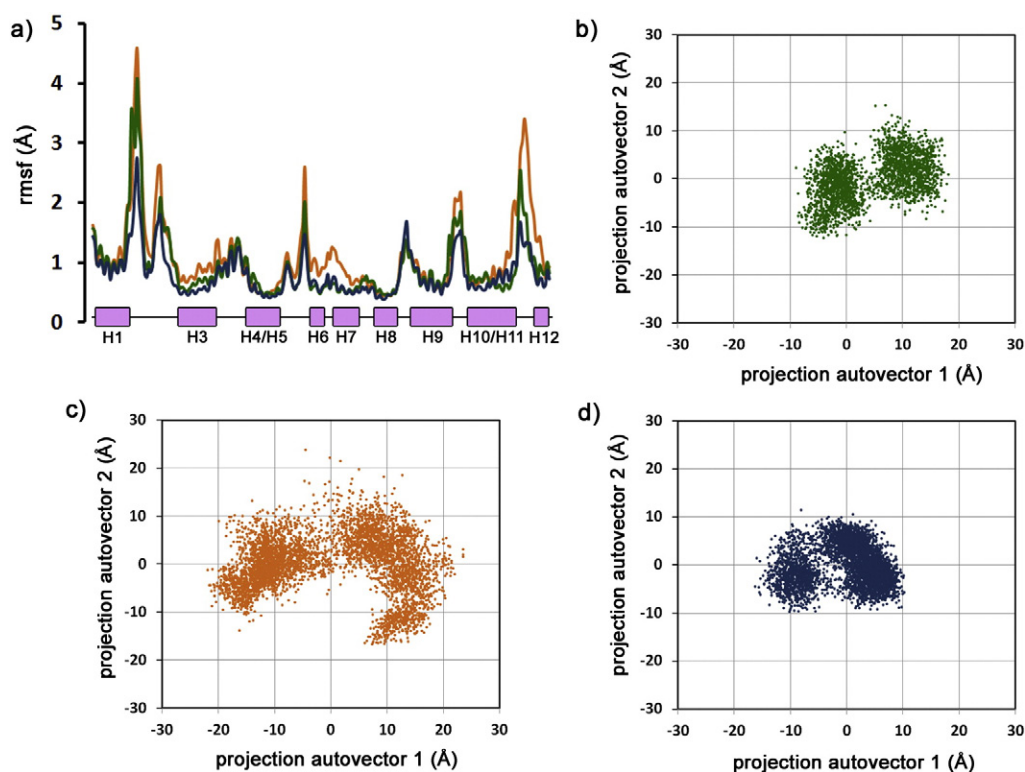 a)
5
4
3
2
1
0
rmsf (Å)
H1 H3 H4/H5 H6 H7 H8 H9 H10/H11 H12
b)
30
20
10
0
-10
-20
-30
projection autovector 2 (Å)
-30 -20 -10 0 10 20 30
projection autovector 1 (Å)
c)
30
20
10
0
-10
-20
-30
projection autovector 2 (Å)
-30 -20 -10 0 10 20 30
projection autovector 1 (Å)
d)
30
20
10
0
-10
-20
-30
projection autovector 2 (Å)
-30 -20 -10 0 10 20 30
projection autovector 1 (Å)